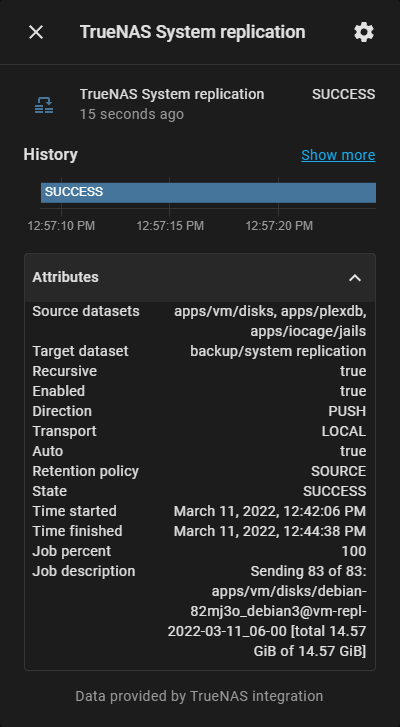 TrueNAS System replication
TrueNAS System replication SUCCESS
15 seconds ago
History Show more
SUCCESS
12:57:10 PM 12:57:15 PM 12:57:20 PM
Attributes
Source datasets apps/vm/disks, apps/plexdb,
apps/iocage/jails
Target dataset backup/system replication
Recursive true
Enabled true
Direction PUSH
Transport LOCAL
Auto true
Retention policy SOURCE
State SUCCESS
Time started March 11, 2022, 12:42:06 PM
Time finished March 11, 2022, 12:44:38 PM
Job percent 100
Job description Sending 83 of 83:
apps/vm/disks/debian-
82mj3o_debian3@vm-repl-
2022-03-11_06-00 [total 14.57
GiB of 14.57 GiB]
Data provided by TrueNAS integration